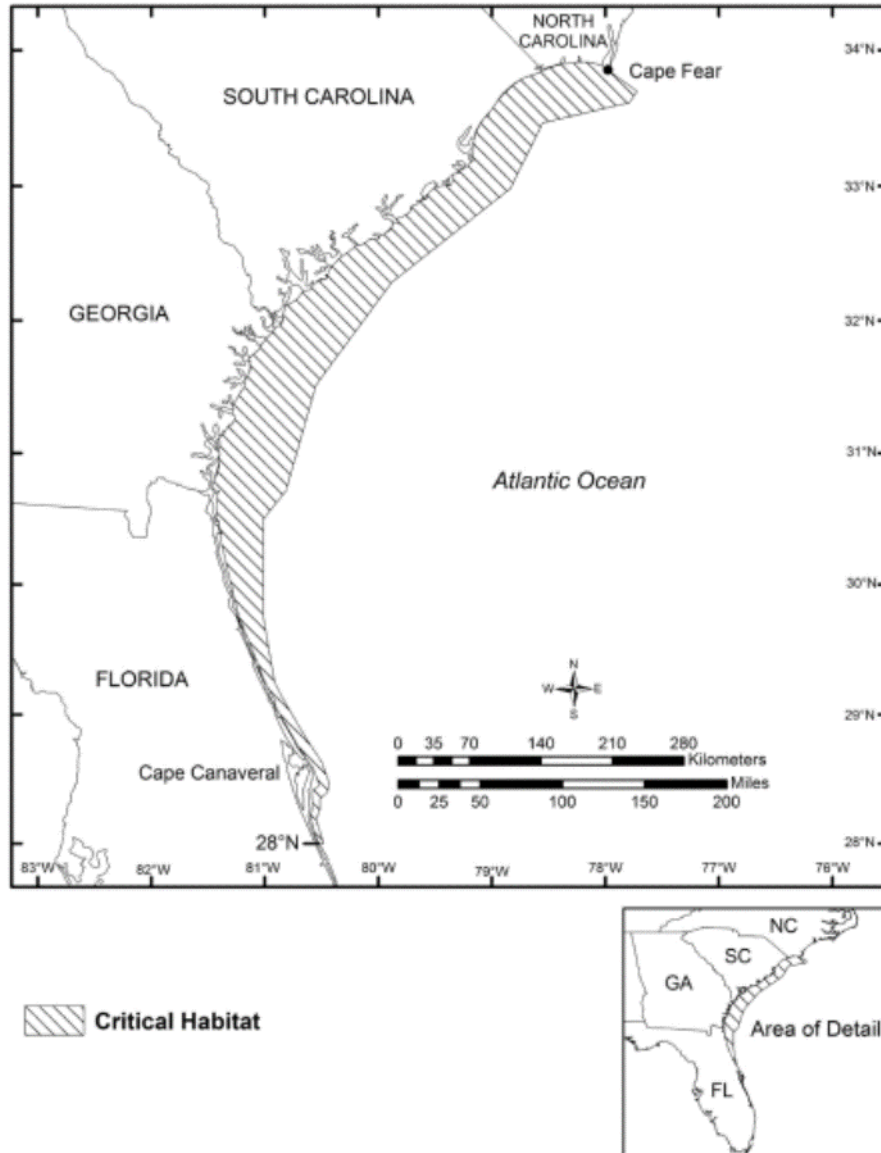 NORTH
CAROLINA
34°N
Cape Fear
SOUTH CAROLINA
33°N
GEORGIA
32°N
31°N
Atlantic Ocean
30°N
N
W E
S
FLORIDA
29°N
0 35 70 140 210 280
Kilometers
Cape Canaveral
Miles
0 25 50 100 150 200
28°N
28°N
83°W 82°W 81°W 80°W 79°W 78°W 77°W 76°W
NC
SC
GA
Area of Detail
FL
Critical Habitat